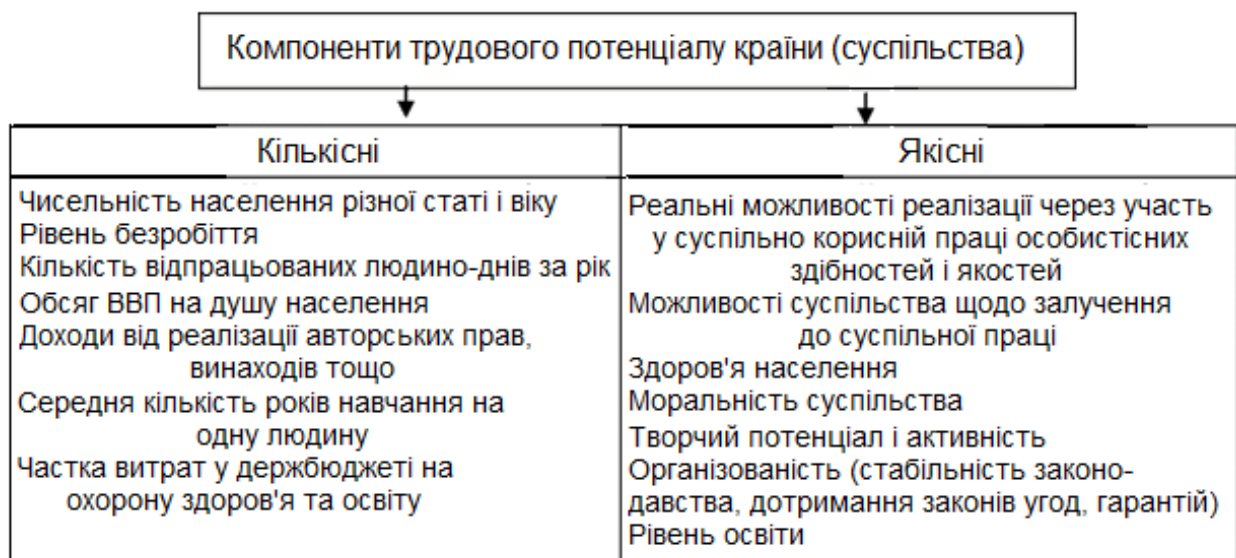 Компоненти трудового потенціалу країни (суспільства)
Кількісні
Чисельність населення різної статі і віку
Рівень безробіття
Кількість відпрацьованих людино-днів за рік
Обсяг ВВП на душу населення
Доходи від реалізації авторських прав,
винаходів тощо
Середня кількість років навчання на
одну людину
Частка витрат у держбюджеті на
охорону здоров'я та освіту
Якісні
Реальні можливості реалізації через участь
у суспільно корисній праці особистісних
здібностей і якостей
Можливості суспільства щодо залучення
до суспільної праці
Здоров'я населення
Моральність суспільства
Творчий потенціал і активність
Організованість (стабільність законо-
давства, дотримання законів угод, гарантій)
Рівень освіти